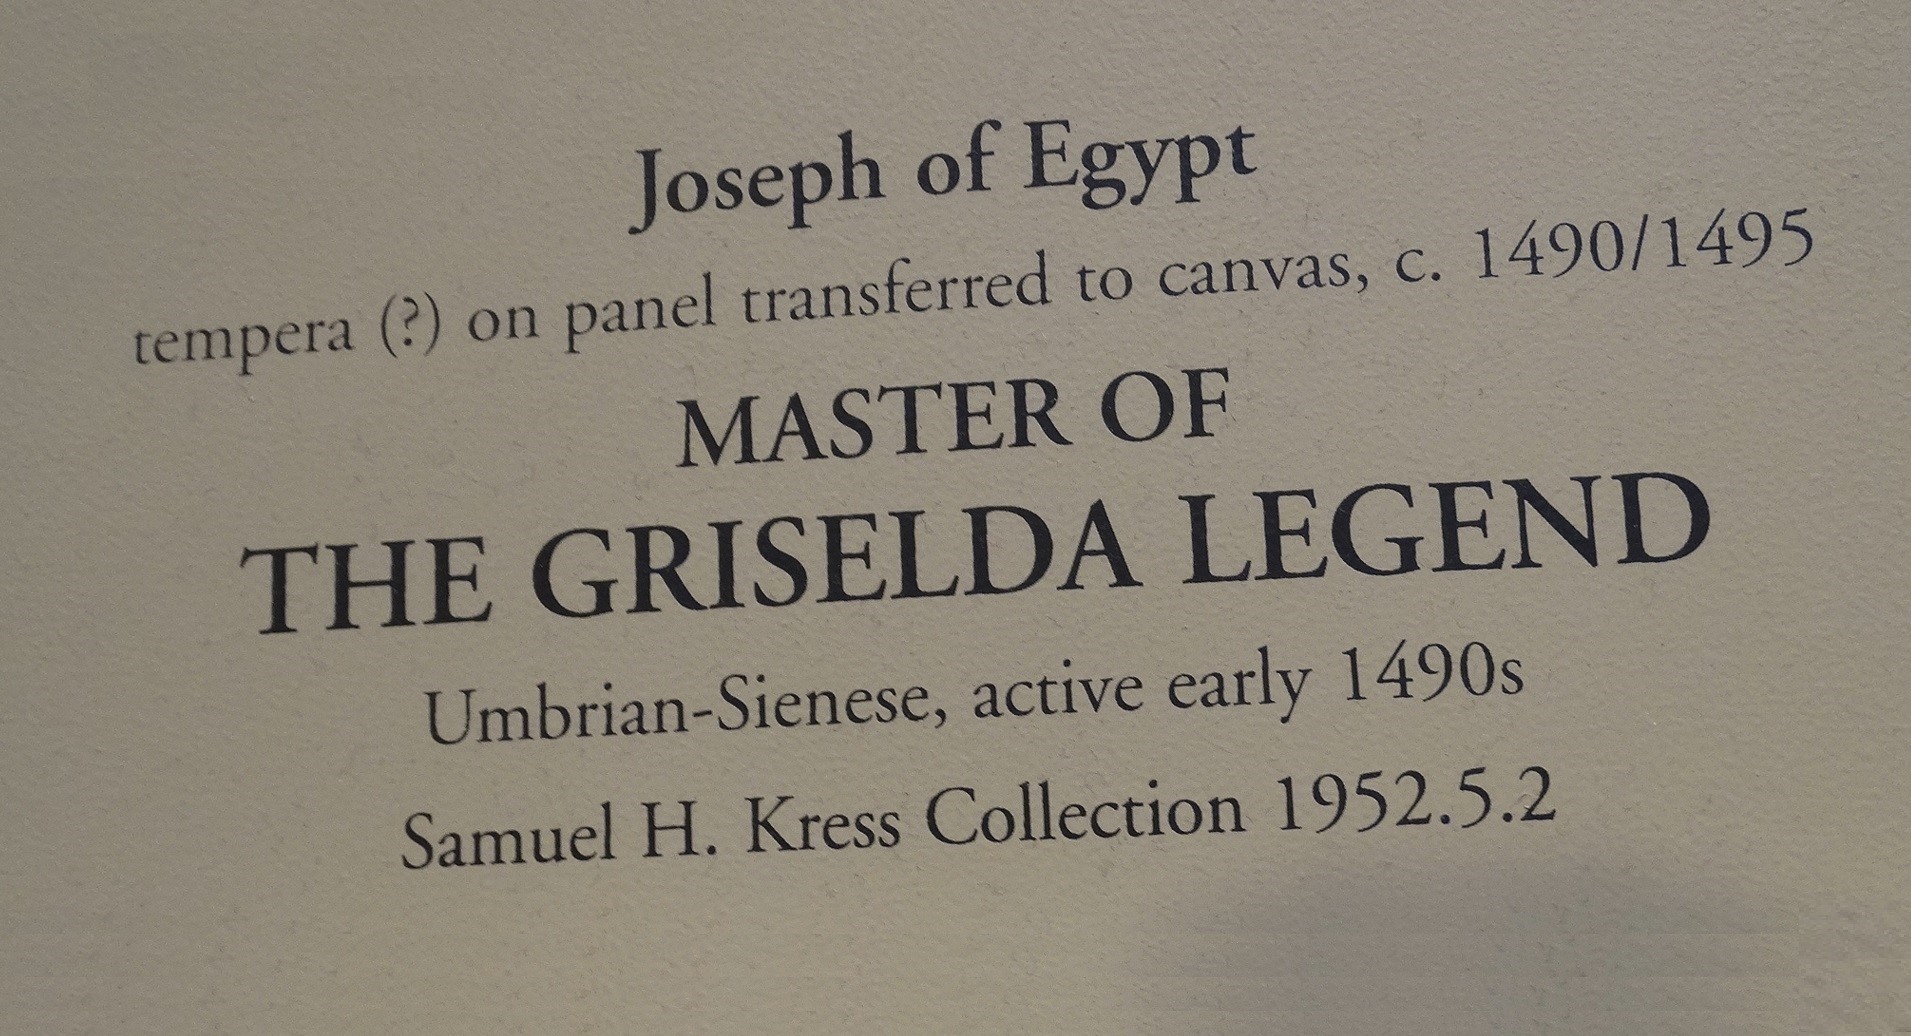 Joseph of Egypt
tempera (?) on panel transferred to canvas, c. 1490/1495
MASTER OF
THE GRISELDA LEGEND
Umbrian-Sienese, active early 1490s
Samuel H. Kress Collection 1952.5.2